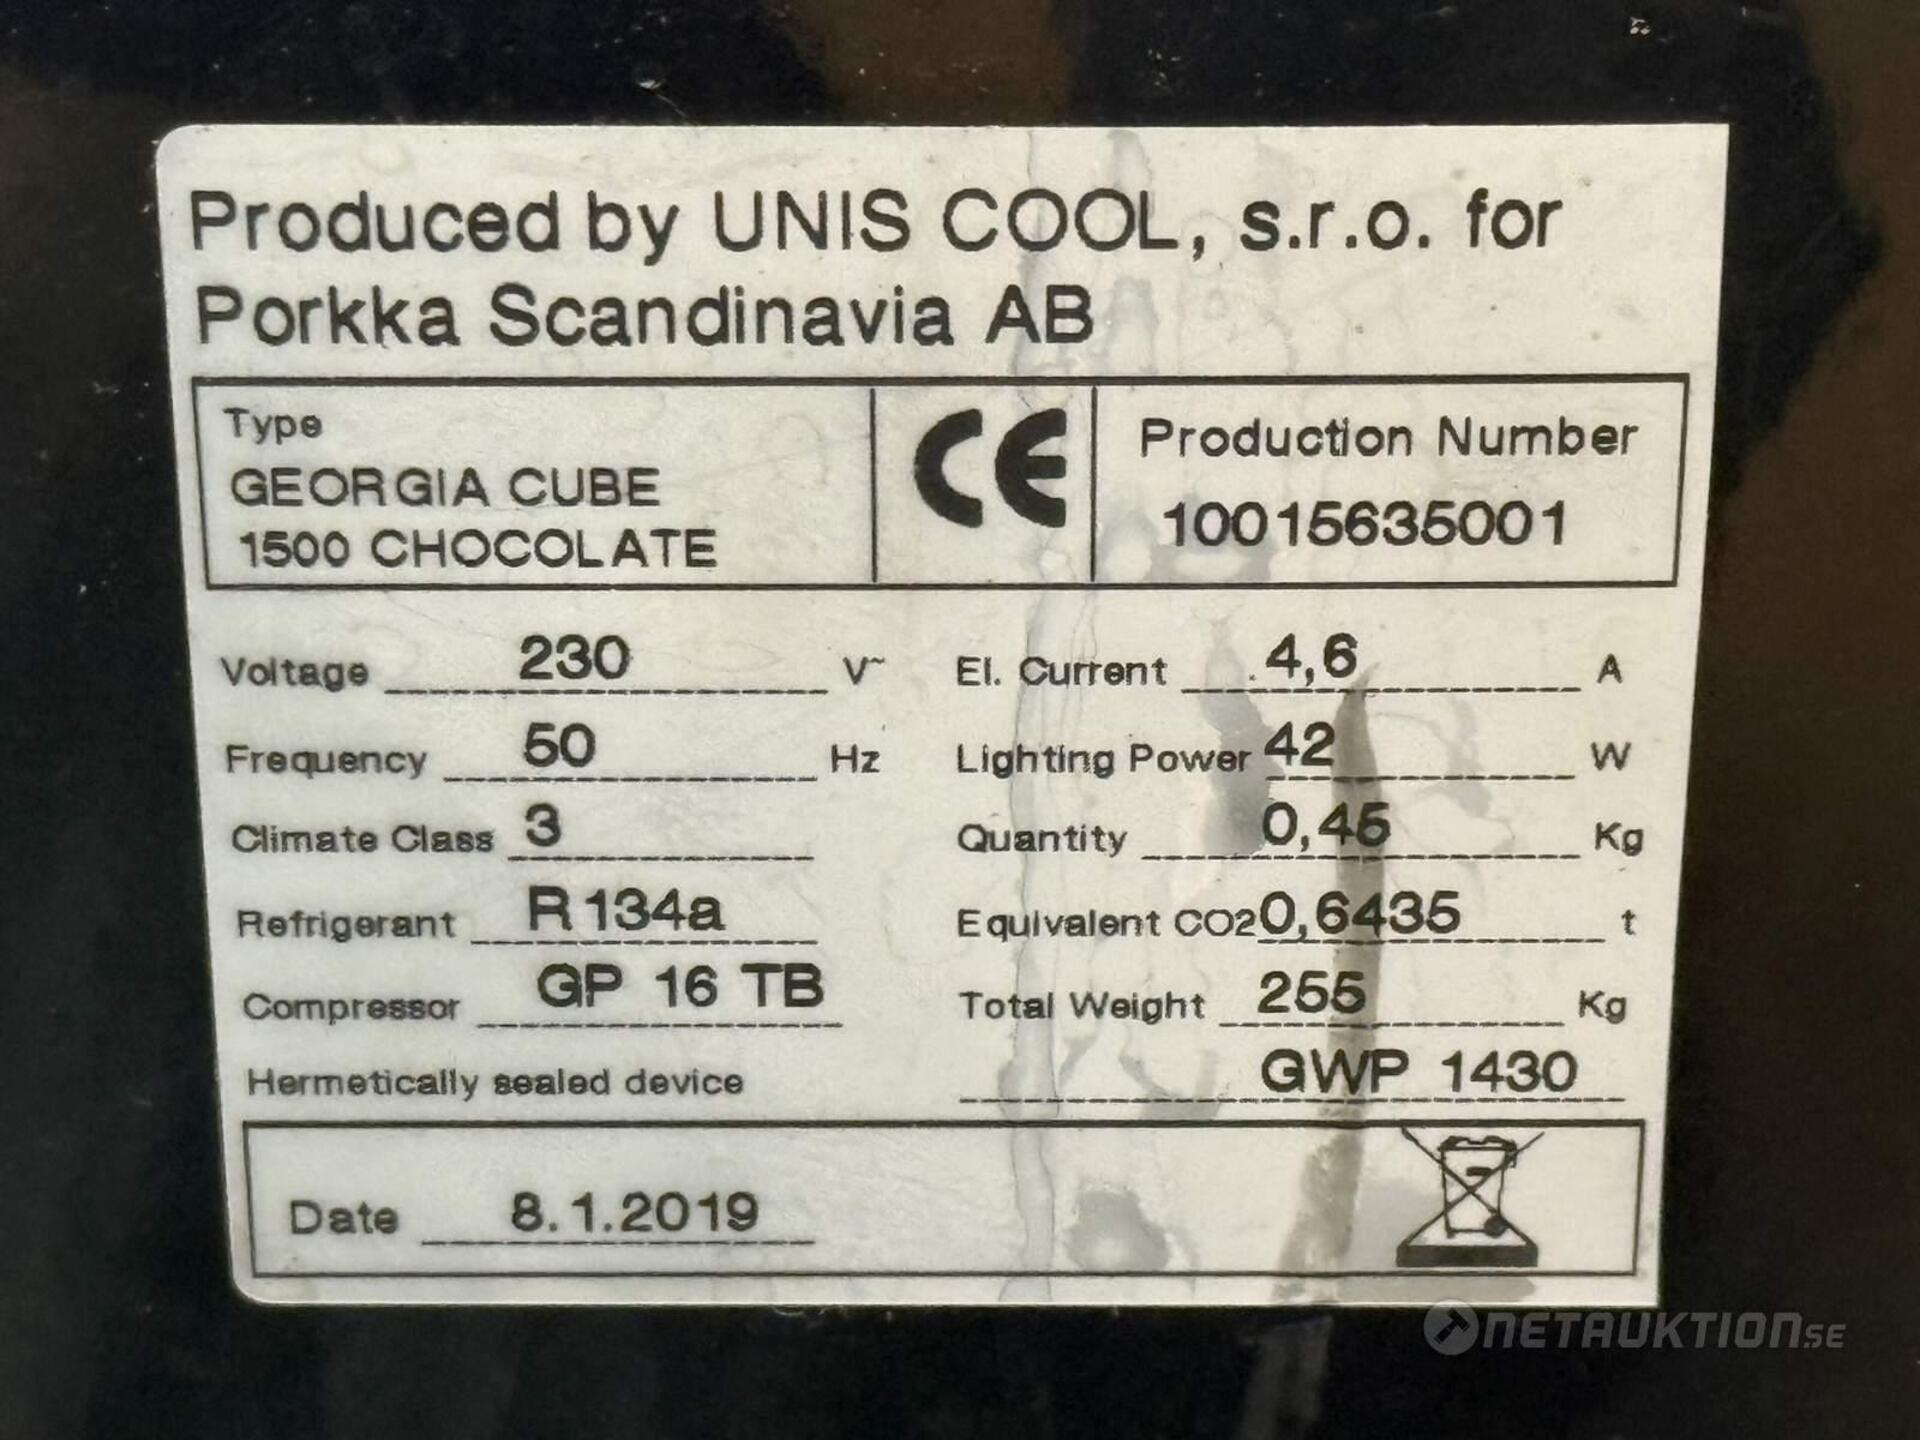 Produced by UNIS COOL, s.r.o. for
Porkka Scandinavia AB
Type
GEORGIA CUBE
1500 CHOCOLATE
CE
Production Number
10015635001
Voltage 230 V~
El. Current 4,6 A
Frequency 50 Hz
Lighting Power 42 W
Climate Class 3
Quantity 0,45 Kg
Refrigerant R134a
Equivalent CO2 0,6435 t
Compressor GP 16 TB
Total Weight 255 Kg
Hermetically sealed device
GWP 1430
Date 8.1.2019
NETAUKTION.SE